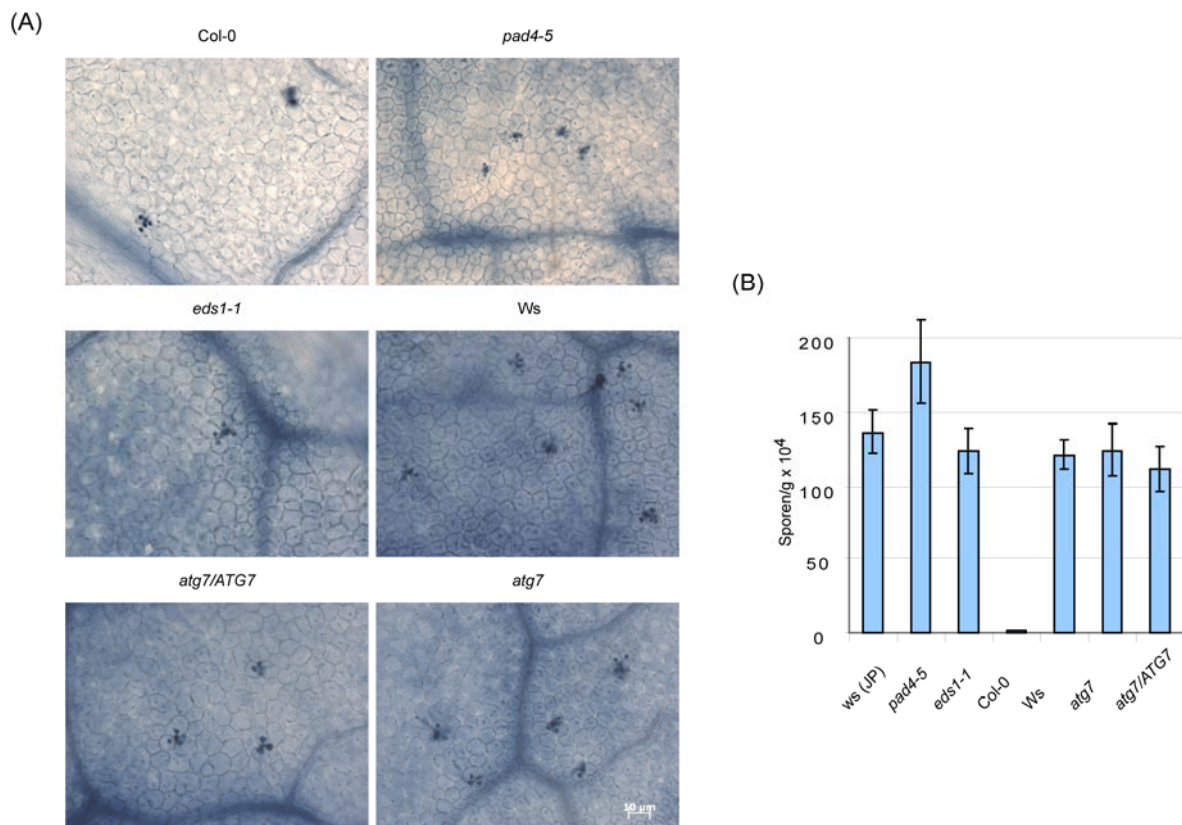 (A)
Col-0
pad4-5
eds1-1
Ws
atg7/ATG7
atg7
10 µm
(B)
Sporen/g x 10⁴
200
150
100
50
0
ws (JP)
pad4-5
eds1-1
Col-0
Ws
atg7
atg7/ATG7